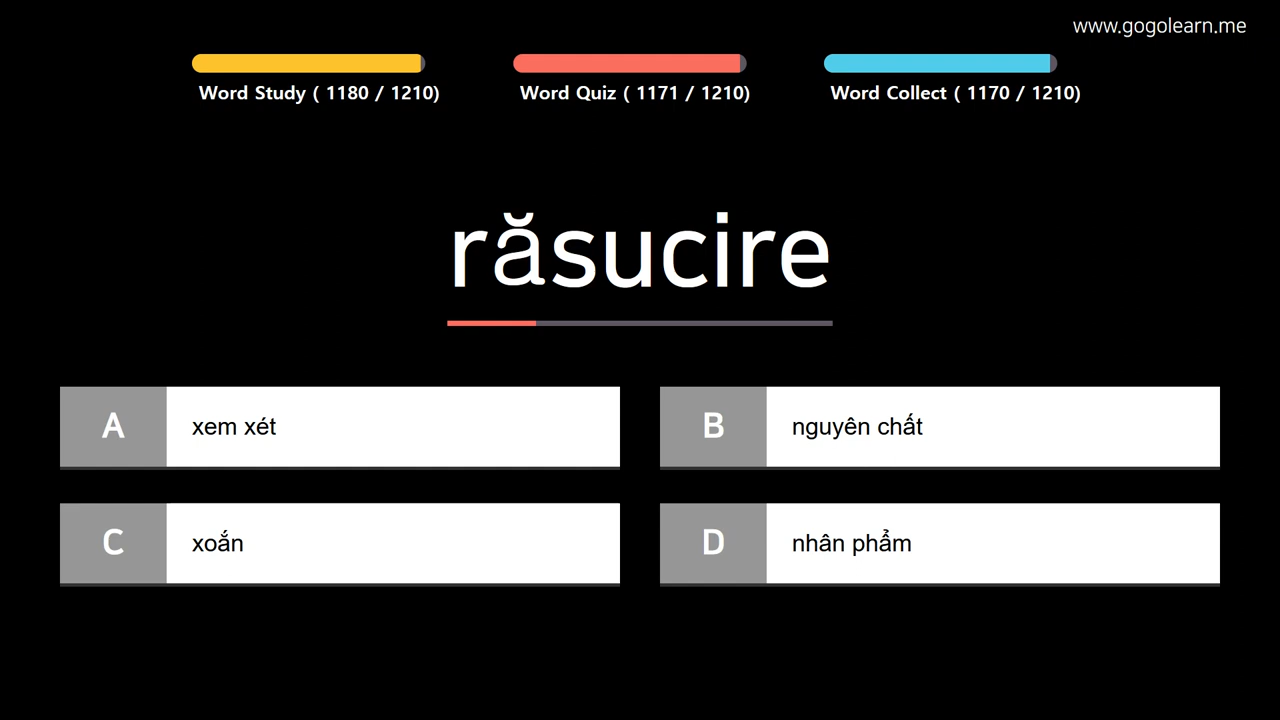 www.gogolearn.me
Word Study ( 1180 / 1210)
Word Quiz ( 1171 / 1210)
Word Collect ( 1170 / 1210)
răsucire
A xem xét
B nguyên chất
C xoắn
D nhân phẩm